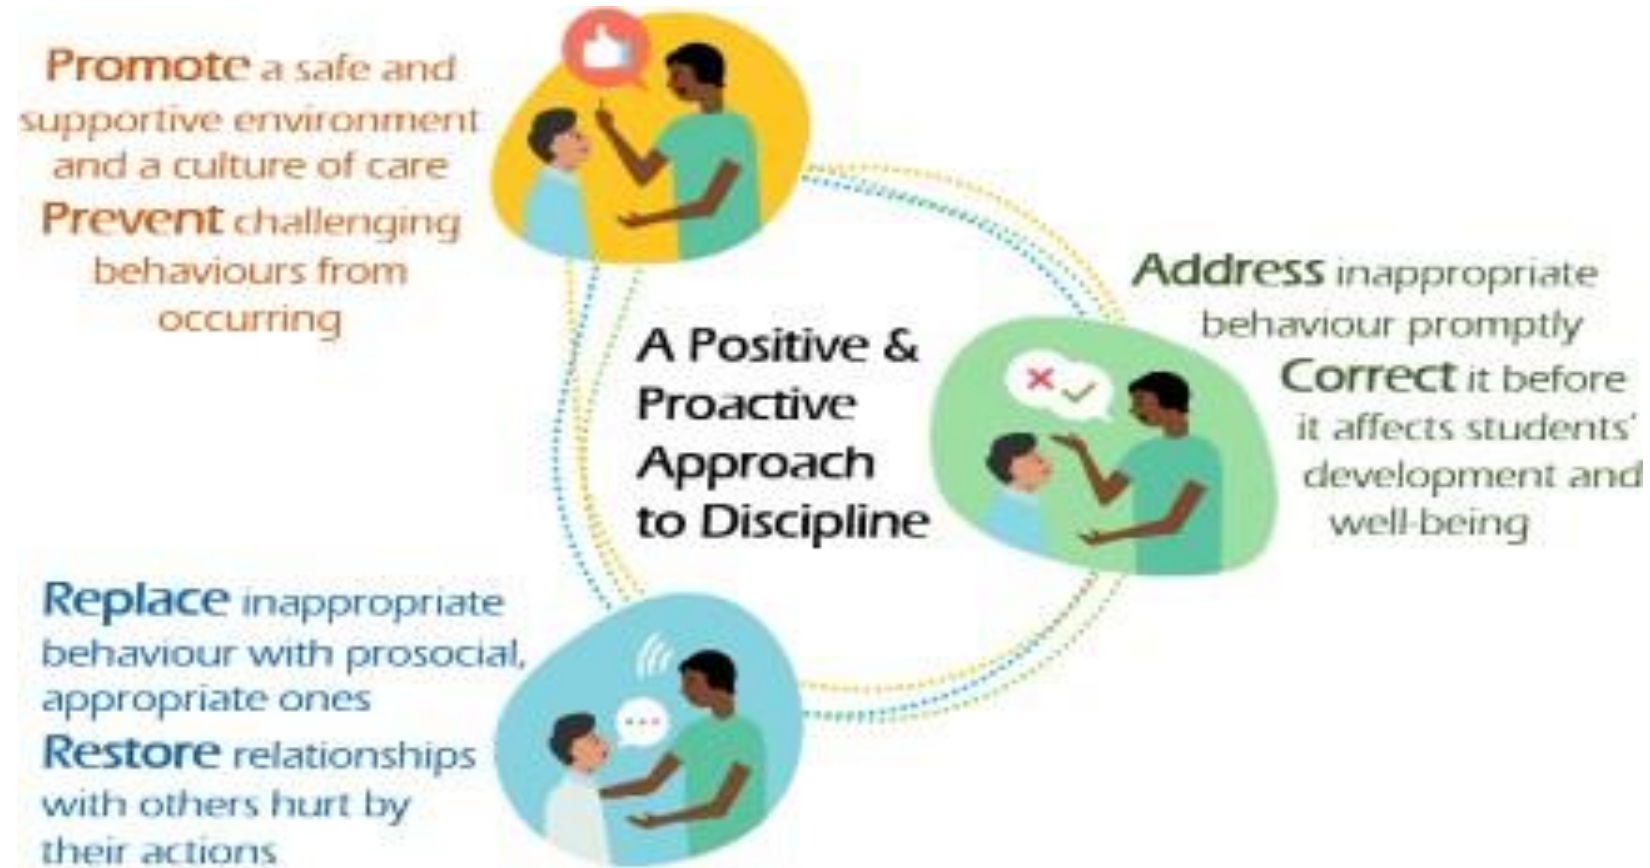 Promote a safe and
supportive environment
and a culture of care
Prevent challenging
behaviours from
occurring
A Positive &
Proactive
Approach
to Discipline
Address inappropriate
behaviour promptly
Correct it before
it affects students'
development and
well-being
Replace inappropriate
behaviour with prosocial,
appropriate ones
Restore relationships
with others hurt by
their actions